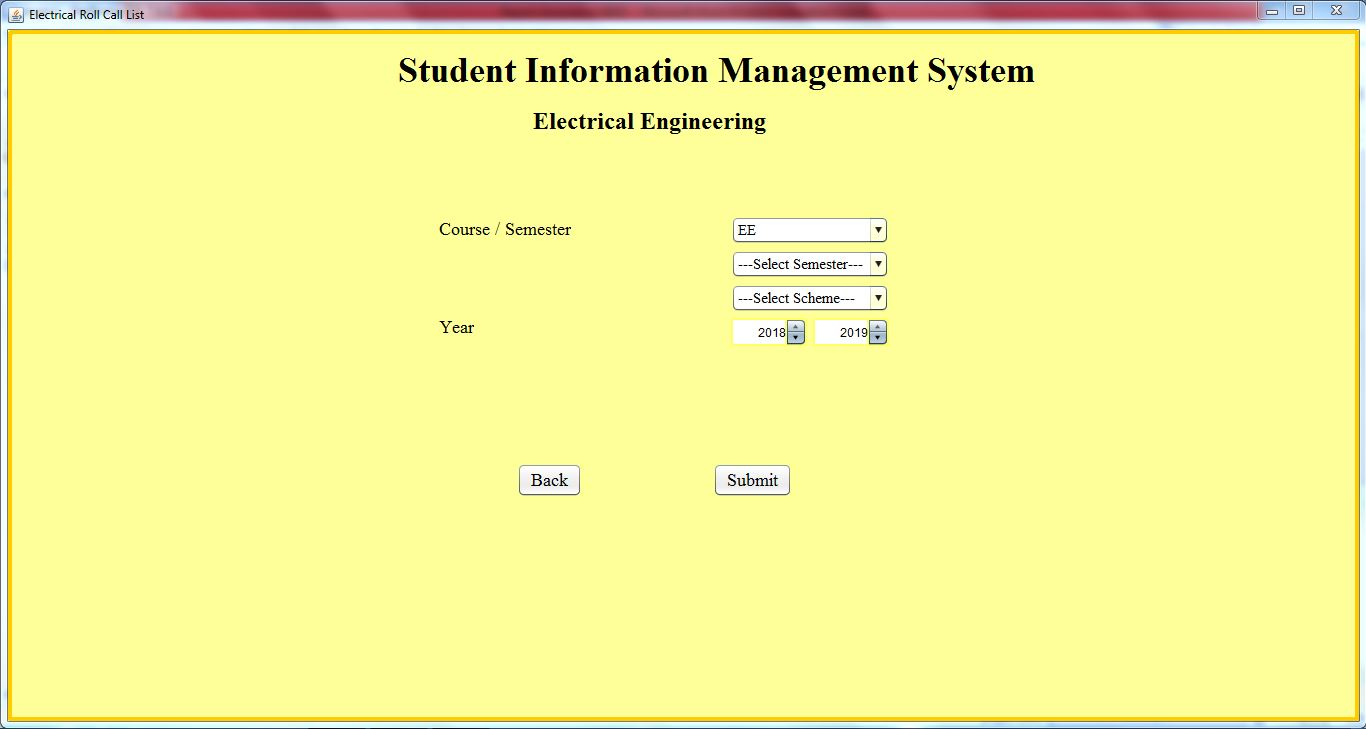 Electrical Roll Call List
Student Information Management System
Electrical Engineering
Course / Semester
EE
---Select Semester---
---Select Scheme---
Year
2018 2019
Back Submit